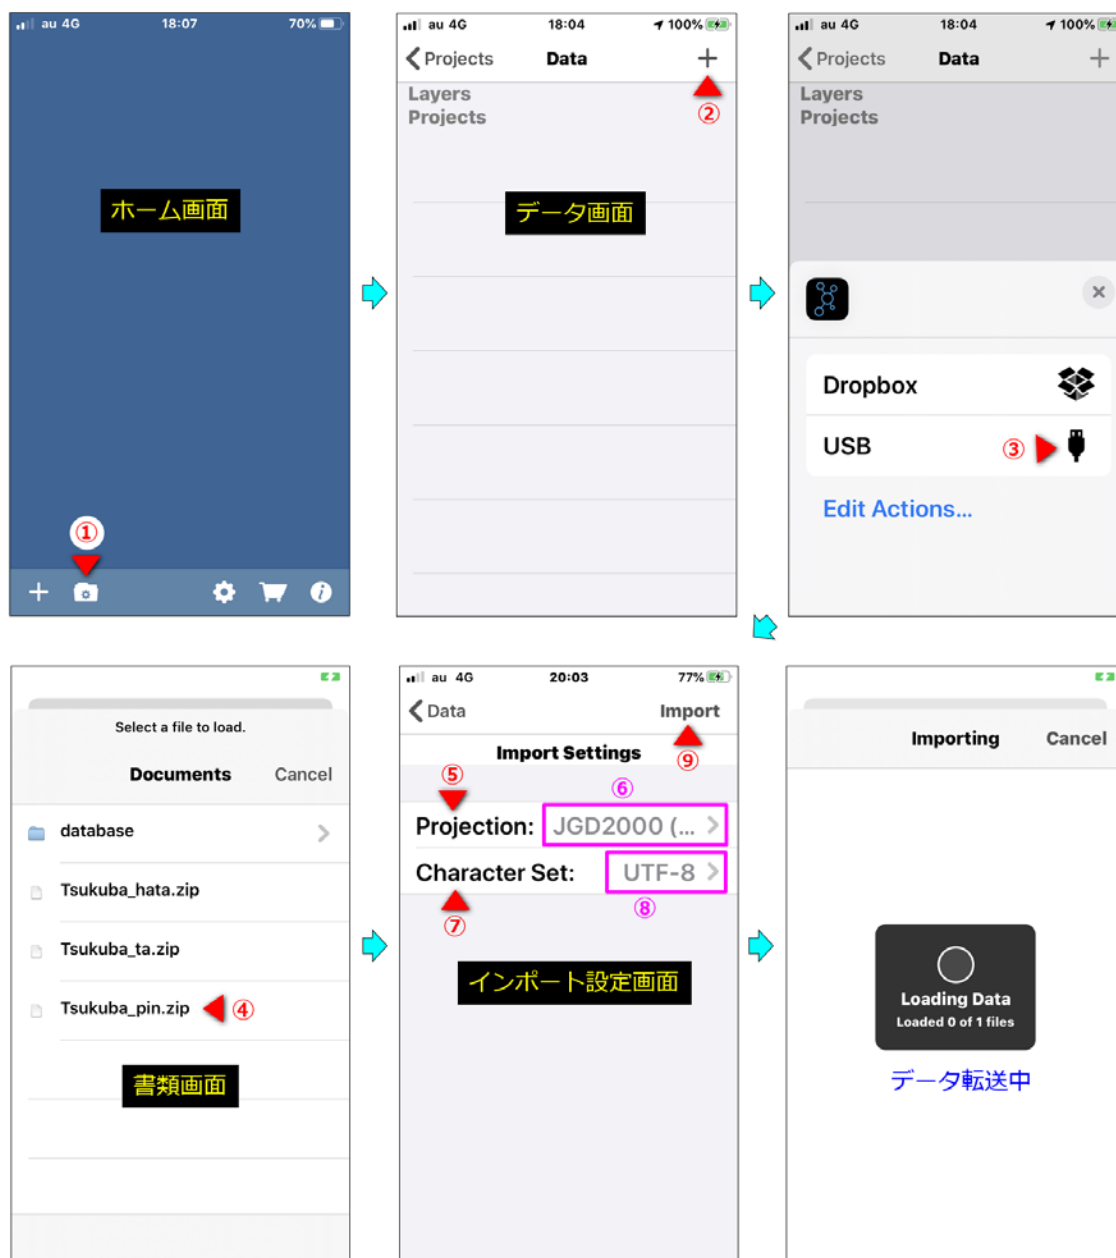 au 4G 18:07 70%
ホーム画面
①
au 4G 18:04 100%
Projects Data +
②
Layers
Projects
データ画面
au 4G 18:04 100%
Projects Data +
Layers
Projects
Dropbox
USB ③
Edit Actions...
Select a file to load.
Documents Cancel
database
Tsukuba_hata.zip
Tsukuba_ta.zip
Tsukuba_pin.zip ④
書類画面
au 4G 20:03 77%
Data Import
Import Settings
⑨
⑤ ⑥
Projection: JGD2000 (...
Character Set: UTF-8
⑦ ⑧
インポート設定画面
Importing Cancel
Loading Data
Loaded 0 of 1 files
データ転送中